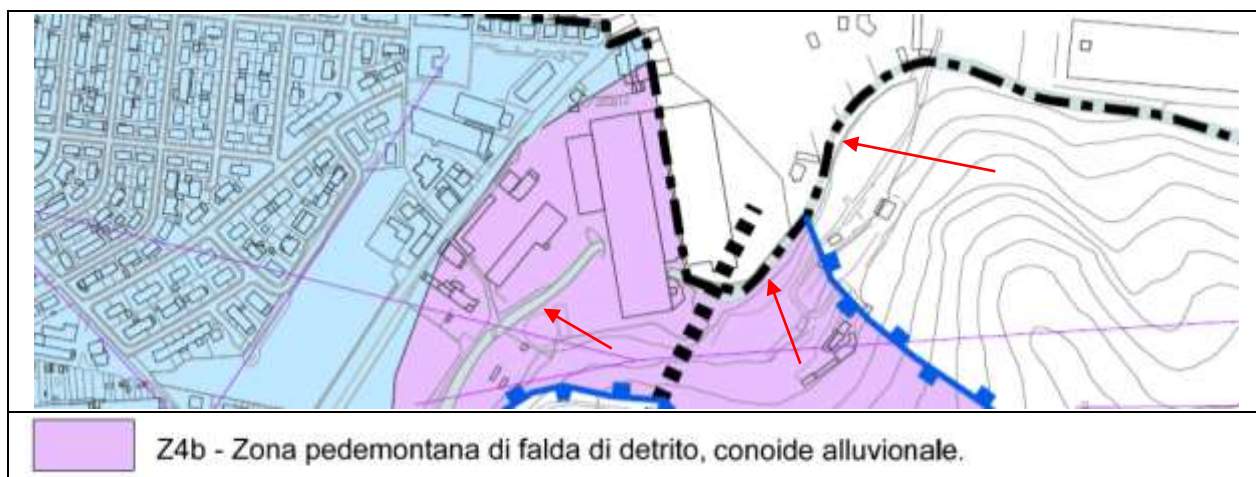 Z4b - Zona pedemontana di falda di detrito, conoide alluvionale.